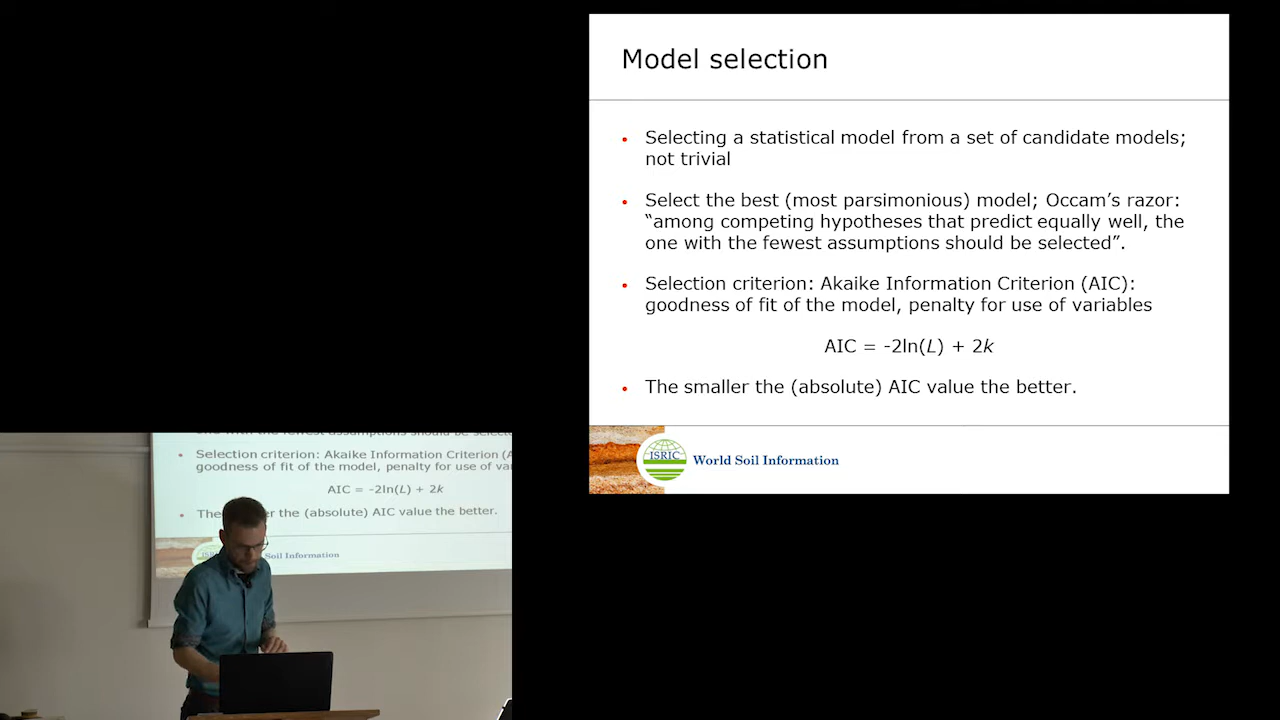 Model selection
• Selecting a statistical model from a set of candidate models;
not trivial
• Select the best (most parsimonious) model; Occam’s razor:
“among competing hypotheses that predict equally well, the
one with the fewest assumptions should be selected”.
• Selection criterion: Akaike Information Criterion (AIC):
goodness of fit of the model, penalty for use of variables
AIC = -2ln(L) + 2k
• The smaller the (absolute) AIC value the better.
ISRIC World Soil Information
• Selection criterion: Akaike Information Criterion (A
goodness of fit of the model, penalty for use of var
AIC = -2ln(L) + 2k
• The er the (absolute) AIC value the better.
Soil Information